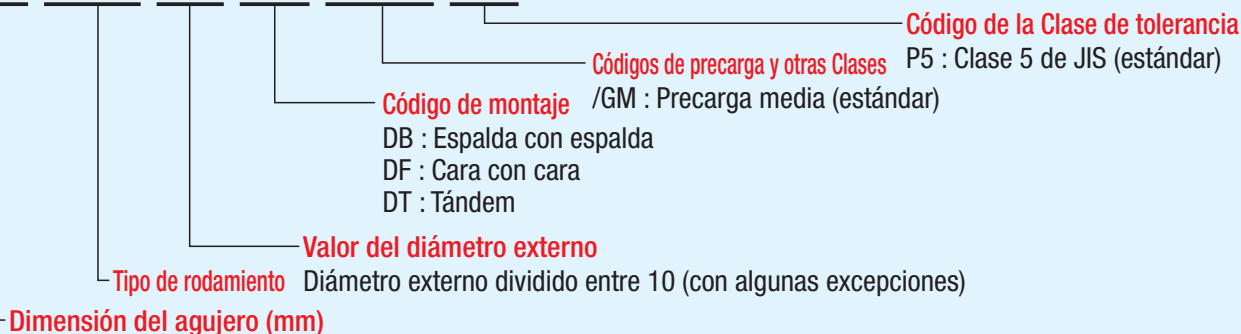 Código de la Clase de tolerancia
P5 : Clase 5 de JIS (estándar)
Códigos de precarga y otras Clases
/GM : Precarga media (estándar)
Código de montaje
DB : Espalda con espalda
DF : Cara con cara
DT : Tándem
Valor del diámetro externo
Diámetro externo dividido entre 10 (con algunas excepciones)
Tipo de rodamiento
Dimensión del agujero (mm)